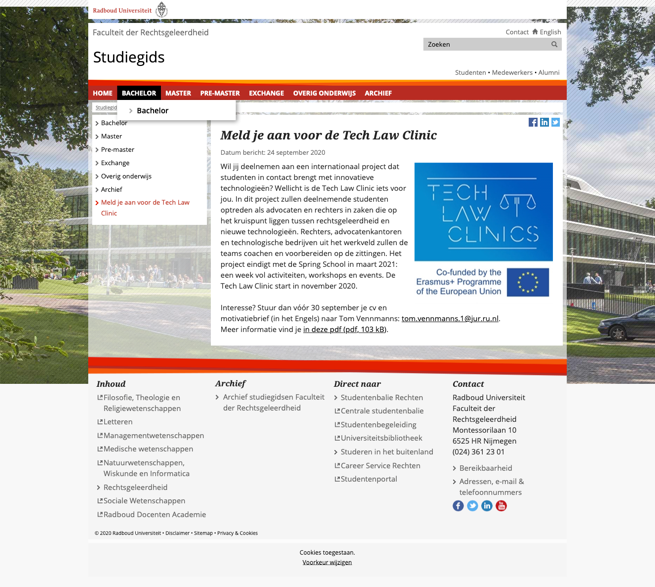 Radboud Universiteit
Faculteit der Rechtsgeleerdheid
Contact English
Studiegids
Zoeken
Studenten • Medewerkers • Alumni
HOME BACHELOR MASTER PRE-MASTER EXCHANGE OVERIG ONDERWIJS ARCHIEF
Bachelor
Bachelor
Master
Pre-master
Exchange
Overig onderwijs
Archief
Meld je aan voor de Tech Law
Clinic
Meld je aan voor de Tech Law Clinic
Datum bericht: 24 september 2020
Wil jij deelnemen aan een internationaal project dat
studenten in contact brengt met innovatieve
technologieën? Wellicht is de Tech Law Clinic iets voor
jou. In dit project zullen deelnemende studenten
optreden als advocaten en rechters in zaken die op
het kruispunt liggen tussen rechtsgeleerdheid en
nieuwe technologieën. Rechters, advocatenkantoren
en technologische bedrijven uit het werkveld zullen de
teams coachen en voorbereiden op de zittingen. Het
project eindigt met de Spring School in maart 2021:
een week vol activiteiten, workshops en events. De
Tech Law Clinic start in november 2020.
TECH
LAW
CLINICS
Co-funded by the
Erasmus+ Programme
of the European Union
Interesse? Stuur dan vóór 30 september je cv en
motivatiebrief (in het Engels) naar Tom Vennmanns: tom.vennmanns.1@jur.ru.nl.
Meer informatie vind je in deze pdf (pdf, 103 kB).
Inhoud
Filosofie, Theologie en
Religiewetenschappen
Letteren
Managementwetenschappen
Medische wetenschappen
Natuurwetenschappen,
Wiskunde en Informatica
Rechtsgeleerdheid
Sociale Wetenschappen
Radboud Docenten Academie
Archief
Archief studiegidsen Faculteit
der Rechtsgeleerdheid
Direct naar
Studentenbalie Rechten
Centrale studentenbalie
Studentenbegeleiding
Universiteitsbibliotheek
Studeren in het buitenland
Career Service Rechten
Studentenportal
Contact
Radboud Universiteit
Faculteit der
Rechtsgeleerdheid
Montessorilaan 10
6525 HR Nijmegen
(024) 361 23 01
Bereikbaarheid
Adressen, e-mail &
telefoonnummers
© 2020 Radboud Universiteit • Disclaimer • Sitemap • Privacy & Cookies
Cookies toegestaan.
Voorkeur wijzigen